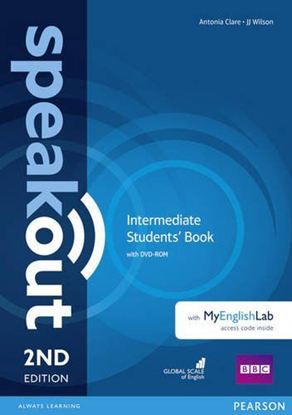 Antonia Clare • JJ Wilson
speakout
2ND
EDITION
Intermediate
Students' Book
with DVD-ROM
with MyEnglishLab
access code inside
GLOBAL SCALE
of English
BBC
ALWAYS LEARNING
PEARSON